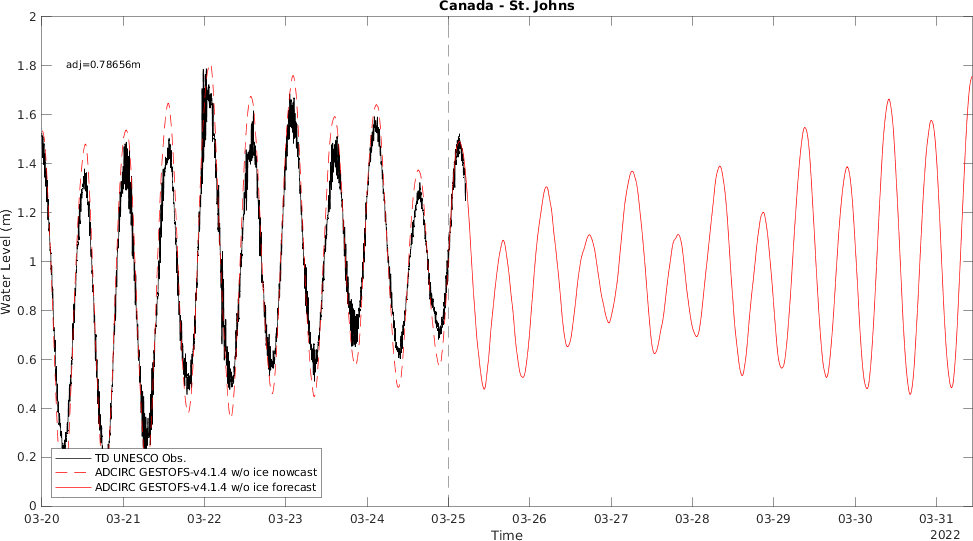 Canada - St. Johns
adj=0.78656m
Water Level (m)
2
1.8
1.6
1.4
1.2
1
0.8
0.6
0.4
0.2
0
TD UNESCO Obs.
ADCIRC GESTOFS-v4.1.4 w/o ice nowcast
ADCIRC GESTOFS-v4.1.4 w/o ice forecast
03-20 03-21 03-22 03-23 03-24 03-25 03-26 03-27 03-28 03-29 03-30 03-31
Time
2022